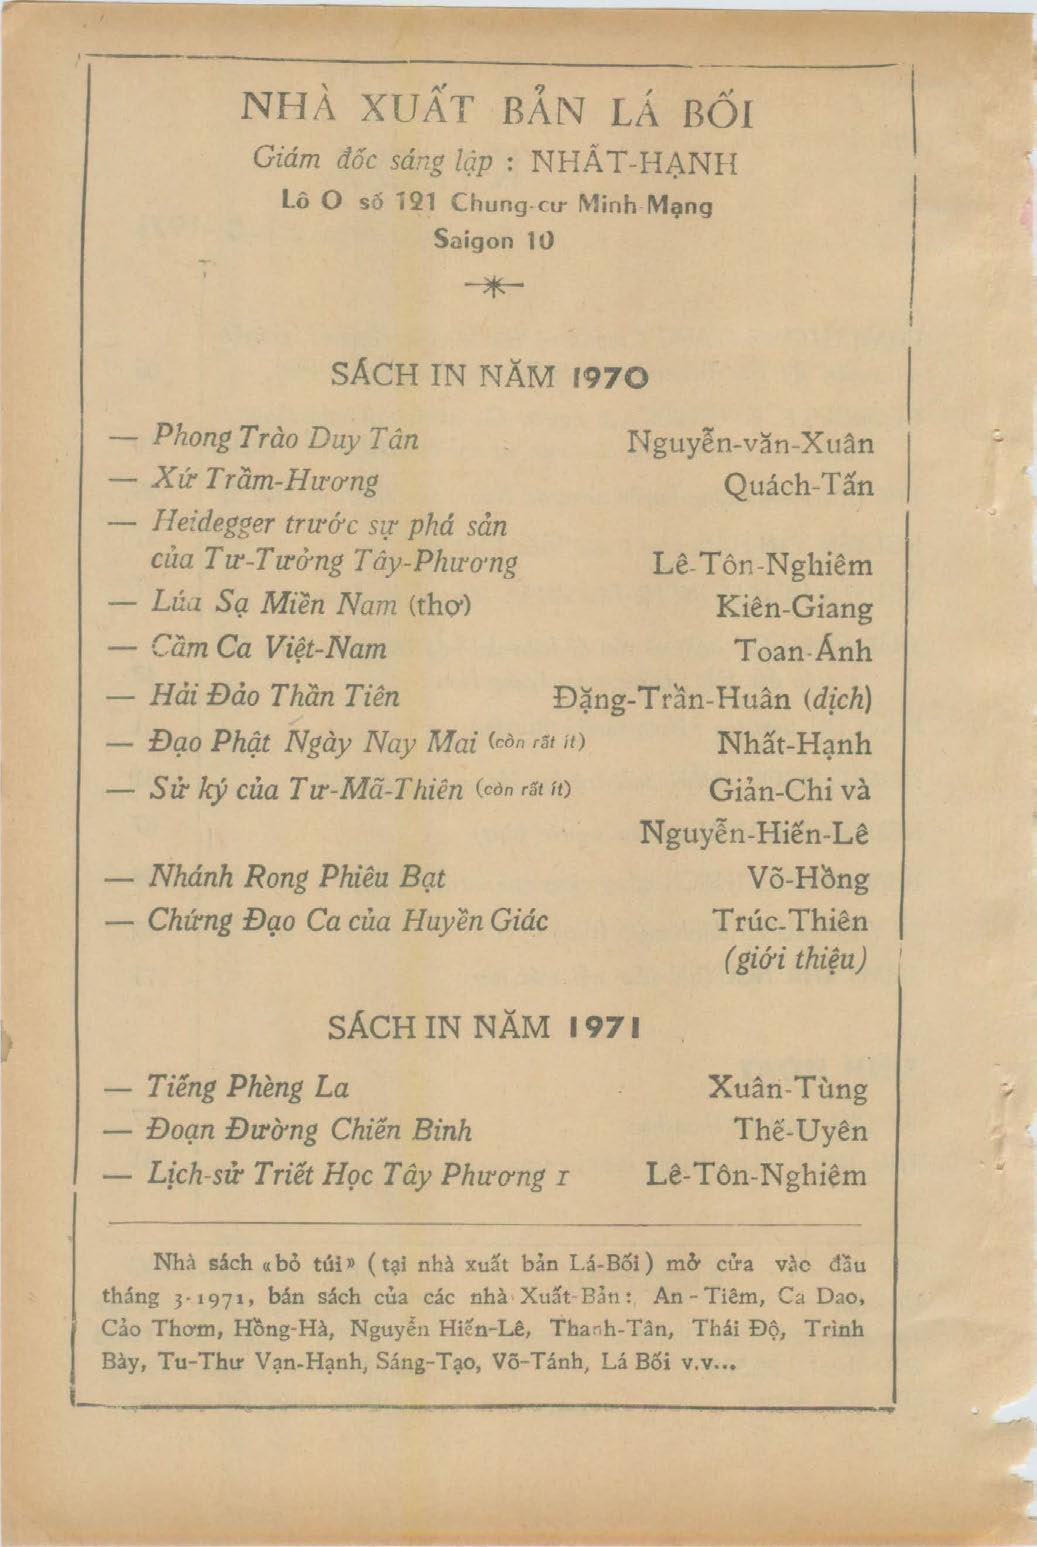 NHÀ XUẤT BẢN LÁ BỐI
Giám đốc sáng lập : NHẤT-HẠNH
Lô O số 121 Chung-cư Minh Mạng
Saigon 10
SÁCH IN NĂM 1970
— Phong Trào Duy Tân Nguyễn-văn-Xuân
— Xứ Trầm-Hương Quách-Tấn
— Heidegger trước sự phá sản
của Tư-Tưởng Tây-Phương Lê-Tôn-Nghiêm
— Lúa Sạ Miền Nam (thơ) Kiên-Giang
— Cầm Ca Việt-Nam Toan-Ánh
— Hải Đảo Thần Tiên Đặng-Trần-Huân (dịch)
— Đạo Phật Ngày Nay Mai (còn rất ít) Nhất-Hạnh
— Sử ký của Tư-Mã-Thiên (còn rất ít) Giản-Chi và
Nguyễn-Hiến-Lê
— Nhánh Rong Phiêu Bạt Võ-Hồng
— Chứng Đạo Ca của Huyền Giác Trúc-Thiên
(giới thiệu)
SÁCH IN NĂM 1971
— Tiếng Phèng La Xuân-Tùng
— Đoạn Đường Chiến Binh Thế-Uyên
— Lịch-sử Triết Học Tây Phương I Lê-Tôn-Nghiêm
Nhà sách «bỏ túi» (tại nhà xuất bản Lá-Bối) mở cửa vào đầu
tháng 3-1971, bán sách của các nhà Xuất-Bản: An-Tiêm, Ca Dao,
Cảo Thơm, Hồng-Hà, Nguyễn Hiến-Lê, Thanh-Tân, Thái Độ, Trình
Bày, Tu-Thư Vạn-Hạnh, Sáng-Tạo, Võ-Tánh, Lá Bối v.v...